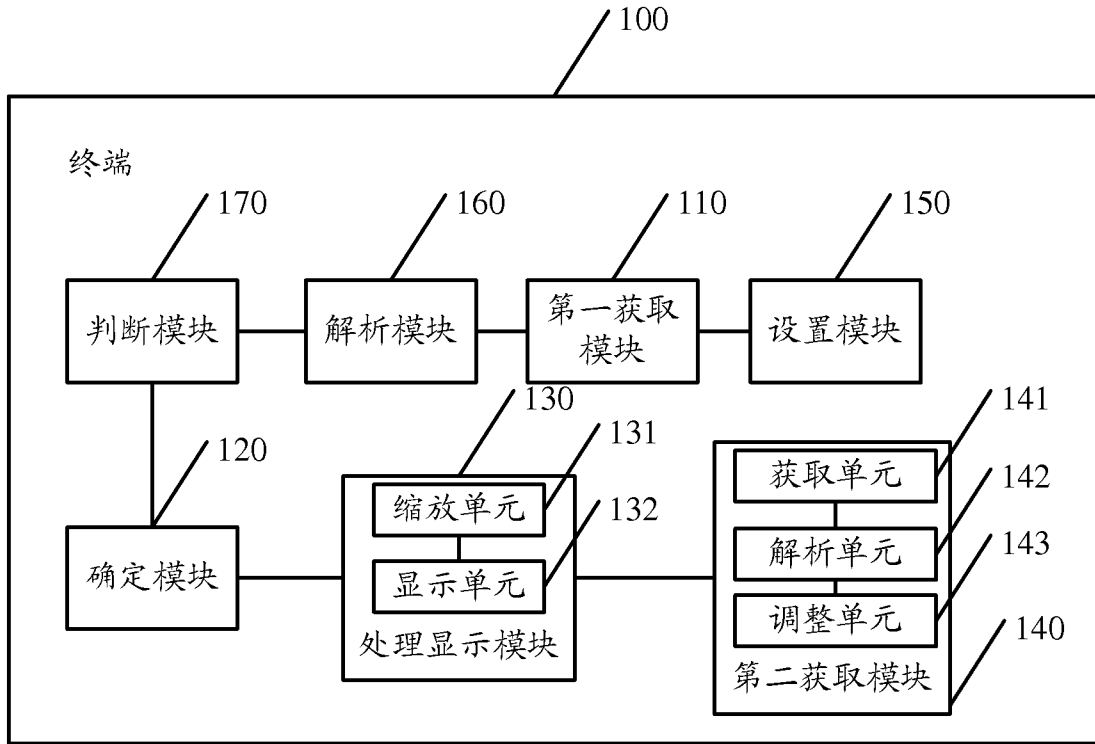 100
终端
170
160
110
150
判断模块
解析模块
第一获取
模块
设置模块
130
131
141
120
132
142
143
140
缩放单元
显示单元
处理显示模块
确定模块
获取单元
解析单元
调整单元
第二获取模块